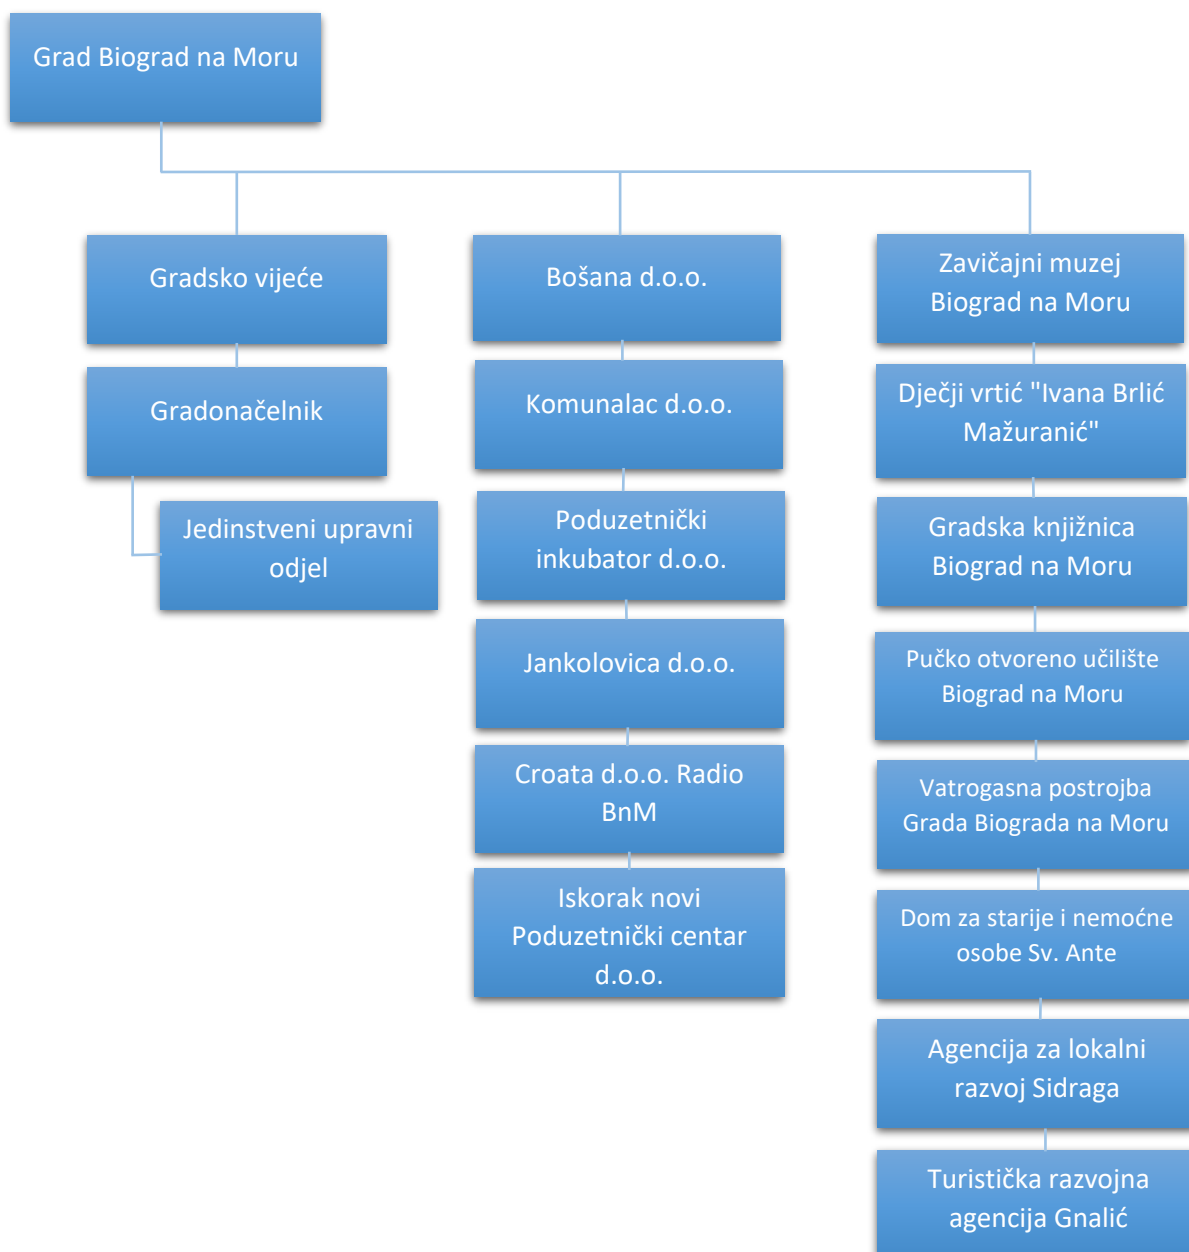 Grad Biograd na Moru
Gradsko vijeće
Gradonačelnik
Jedinstveni upravni
odjel
Bošana d.o.o.
Komunalac d.o.o.
Poduzetnički
inkubator d.o.o.
Jankolovica d.o.o.
Croata d.o.o. Radio
BnM
Iskorak novi
Poduzetnički centar
d.o.o.
Zavičajni muzej
Biograd na Moru
Dječji vrtić "Ivana Brlić
Mažuranić"
Gradska knjižnica
Biograd na Moru
Pučko otvoreno učilište
Biograd na Moru
Vatrogasna postrojba
Grada Biograda na Moru
Dom za starije i nemoćne
osobe Sv. Ante
Agencija za lokalni
razvoj Sidraga
Turistička razvojna
agencija Gnalić